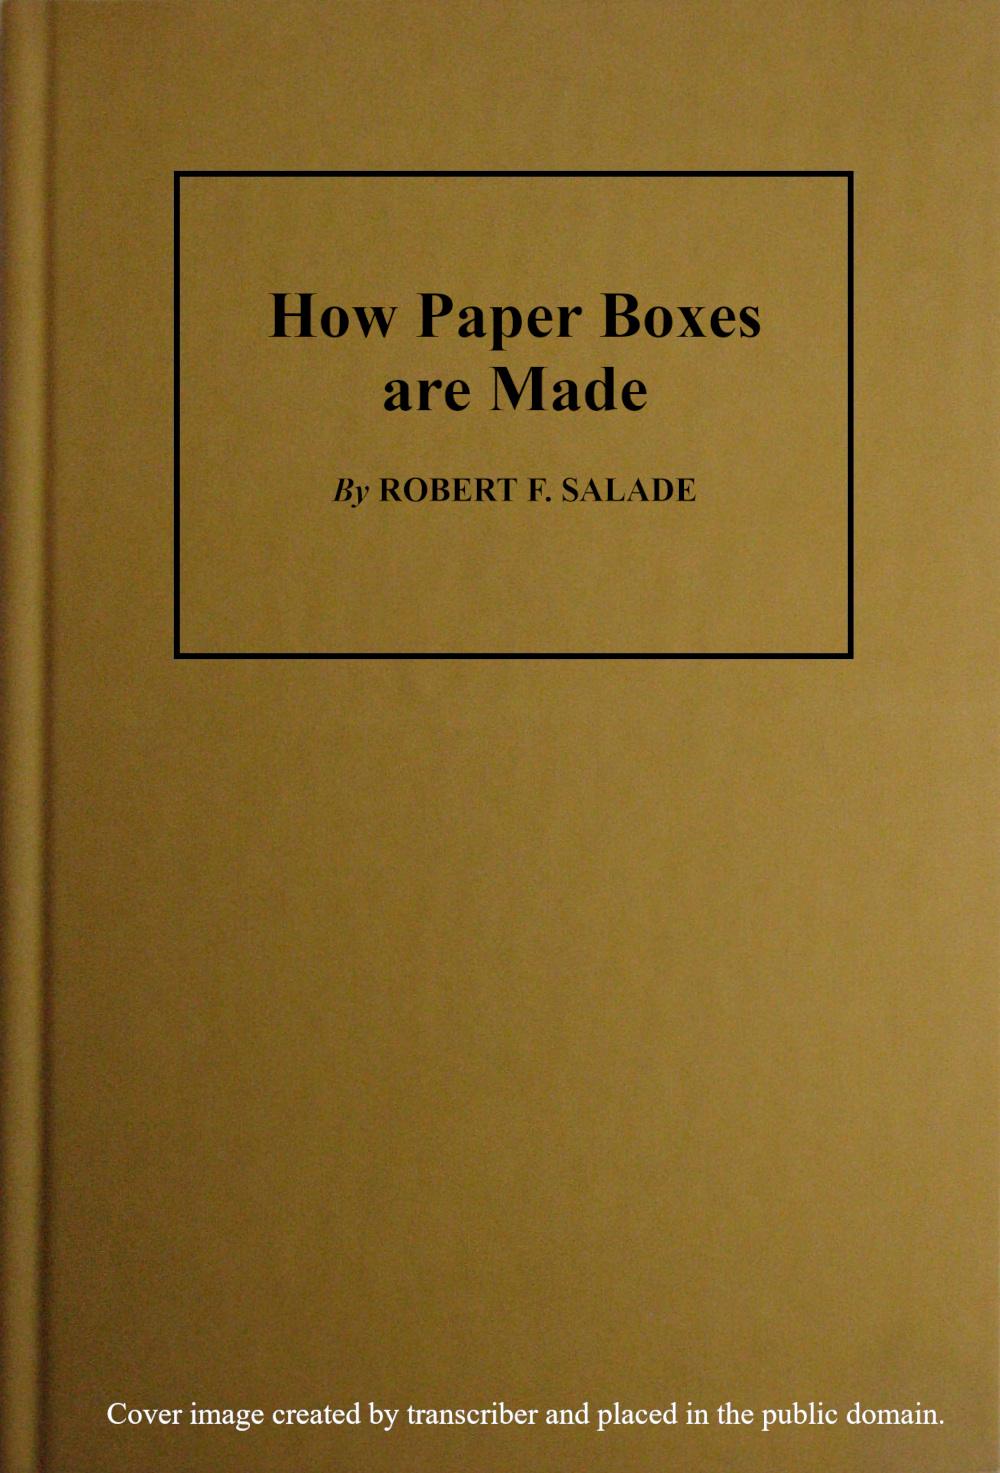 How Paper Boxes
are Made
By ROBERT F. SALADE
Cover image created by transcriber and placed in the public domain.